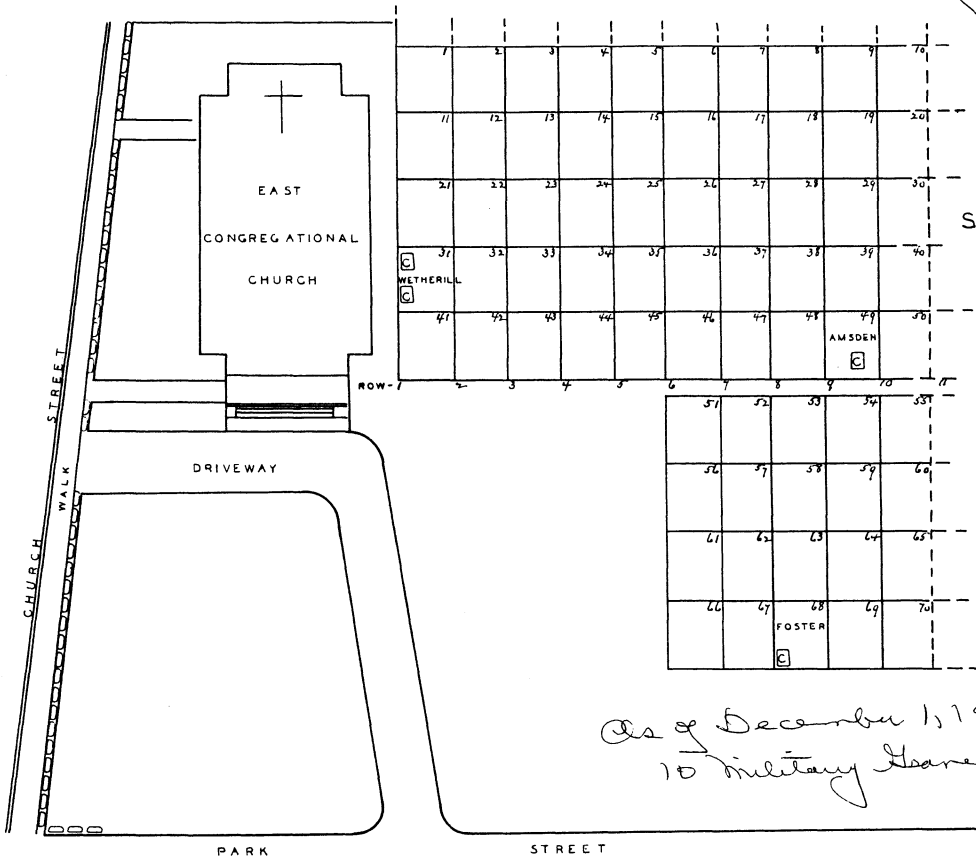 1 2 3 4 5 6 7 8 9 10
11 12 13 14 15 16 17 18 19 20
EAST
21 22 23 24 25 26 27 28 29 30
S
CONGREGATIONAL
31 32 33 34 35 36 37 38 39 40
C
CHURCH
WETHERILL
C
41 42 43 44 45 46 47 48 49 50
AMSDEN
C
ROW-1 2 3 4 5 6 7 8 9 10 11
51 52 53 54 55
CHURCH STREET
WALK
DRIVEWAY
56 57 58 59 60
61 62 63 64 65
66 67 68 69 70
FOSTER
C
As of December 1, 19
10 Military
PARK STREET